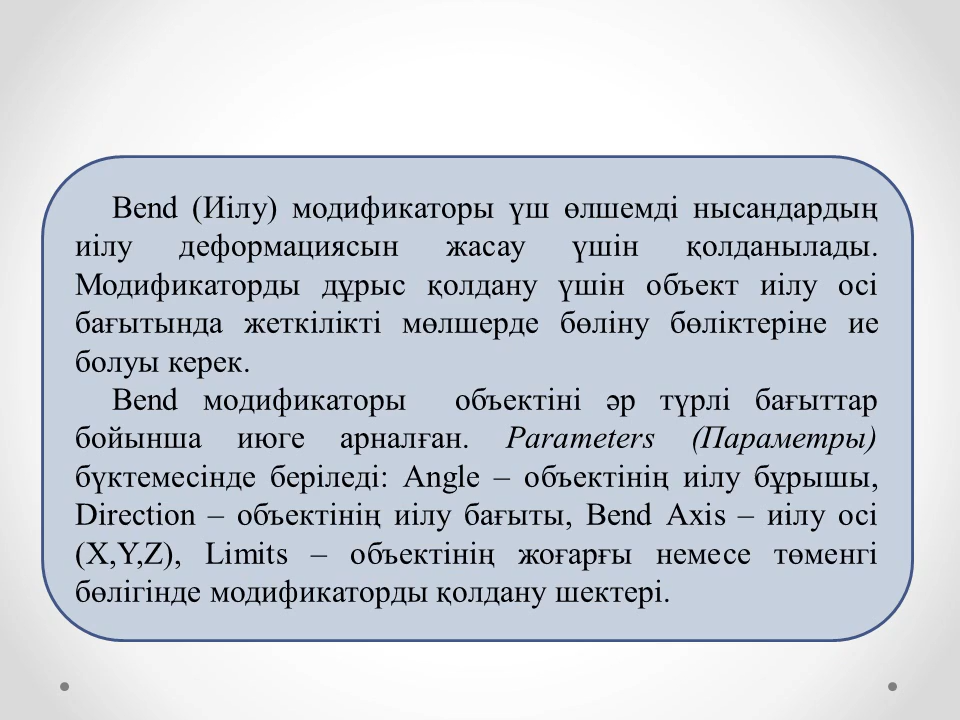 Bend (Иілу) модификаторы үш өлшемді нысандардың
иілу деформациясын жасау үшін қолданылады.
Модификаторды дұрыс қолдану үшін объект иілу осі
бағытында жеткілікті мөлшерде бөліну бөліктеріне ие
болуы керек.
Bend модификаторы объектіні әр түрлі бағыттар
бойынша июге арналған. Parameters (Параметры)
бүктемесінде беріледі: Angle – объектінің иілу бұрышы,
Direction – объектінің иілу бағыты, Bend Axis – иілу осі
(X,Y,Z), Limits – объектінің жоғарғы немесе төменгі
бөлігінде модификаторды қолдану шектері.